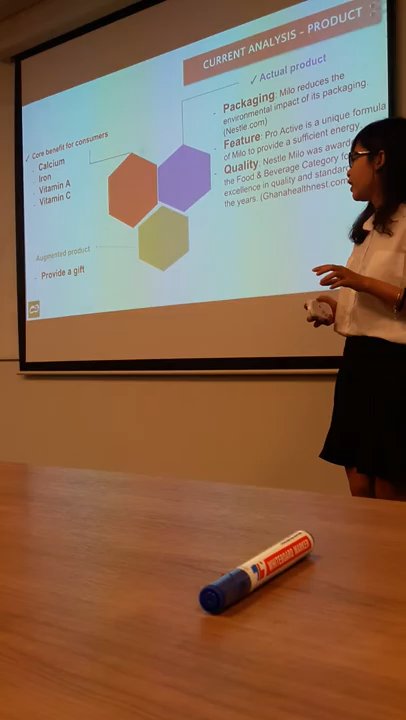 CURRENT ANALYSIS – PRODUCT
✓ Actual product
Packaging: Milo reduces the
environmental impact of its packaging.
(Nestle.com)
Feature: Pro Active is a unique formula
of Milo to provide a sufficient energy.
Quality: Nestle Milo was award
the Food & Beverage Category fo
excellence in quality and standar
the years. (Ghanahealthnest.com
✓ Core benefit for consumers
Calcium
Iron
Vitamin A
Vitamin C
Augmented product
Provide a gift
WHITEBOARD MARKER